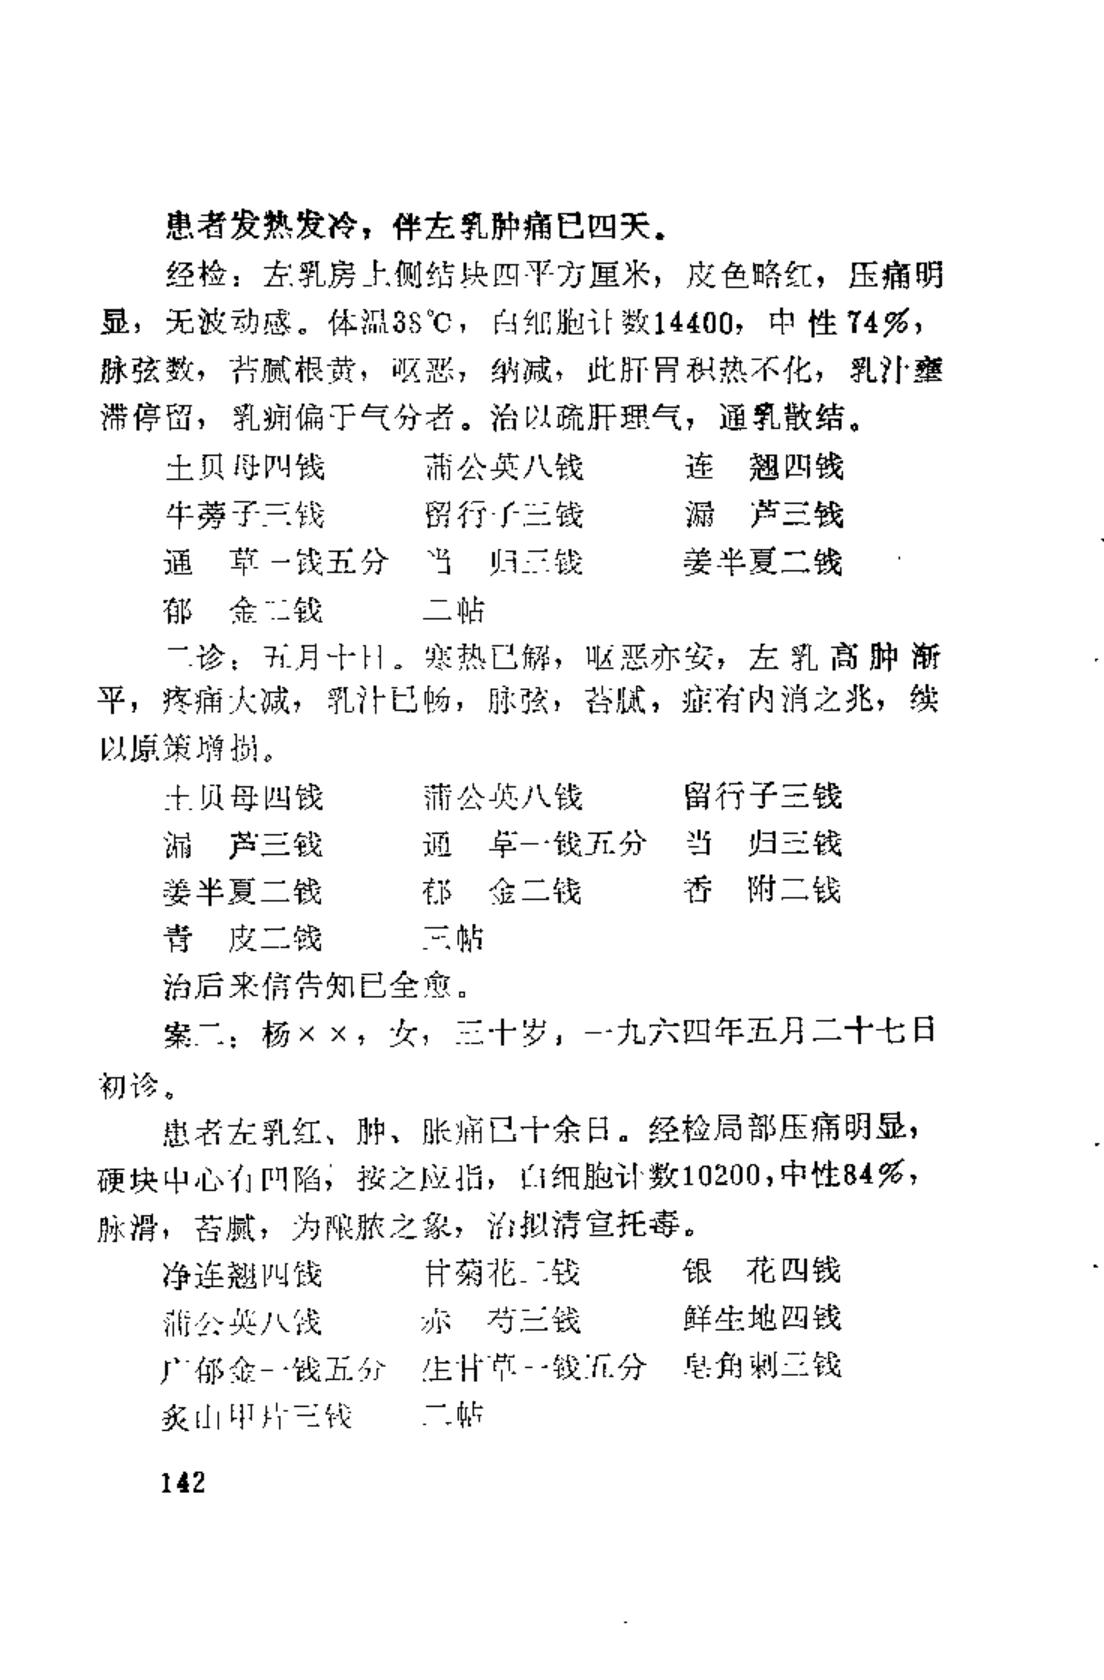 患者发热发冷，伴左乳肿痛已四天。
经检：左乳房上侧结块四平方厘米，皮色略红，压痛明
显，无波动感。体温38℃，白细胞计数14400，中性74%，
脉弦数，苔腻根黄，呕恶，纳减，此肝胃积热不化，乳汁壅
滞停留，乳痈偏于气分者。治以疏肝理气，通乳散结。
土贝母四钱 蒲公英八钱 连 翘四钱
牛蒡子三钱 留行子三钱 漏 芦三钱
通 草一钱五分 当 归三钱 姜半夏二钱
郁 金二钱 二帖
二诊：五月十日。寒热已解，呕恶亦安，左乳高肿渐
平，疼痛大减，乳汁已畅，脉弦，苔腻，症有内消之兆，续
以原策增损。
土贝母四钱 蒲公英八钱 留行子三钱
漏 芦三钱 通 草一钱五分 当 归三钱
姜半夏二钱 郁 金二钱 香 附二钱
青 皮二钱 三帖
治后来信告知已全愈。
案二：杨××，女，三十岁，一九六四年五月二十七日
初诊。
患者左乳红、肿、胀痛已十余日。经检局部压痛明显，
硬块中心有凹陷，按之应指，白细胞计数10200，中性84%，
脉滑，苔腻，为酿脓之象，治拟清宣托毒。
净连翘四钱 甘菊花二钱 银 花四钱
蒲公英八钱 赤 芍三钱 鲜生地四钱
广郁金一钱五分 生甘草一钱五分 皂角刺三钱
炙山甲片三钱 二帖
142